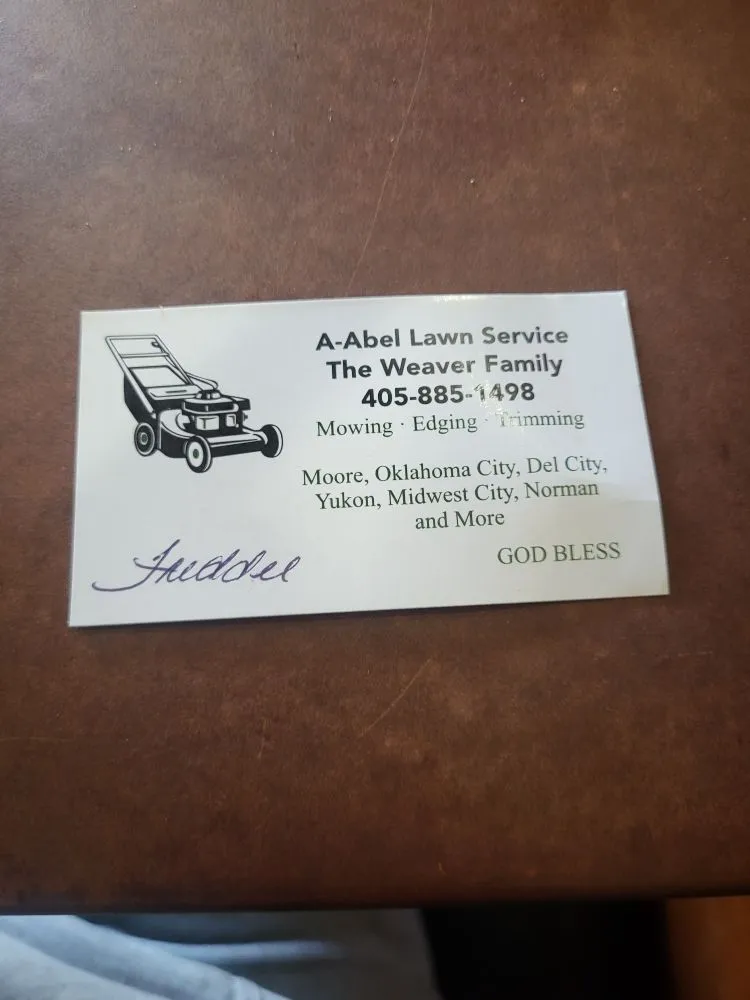 A-Abel Lawn Service
The Weaver Family
405-885-1498
Mowing · Edging · Trimming
Moore, Oklahoma City, Del City,
Yukon, Midwest City, Norman
and More
GOD BLESS
Freddie